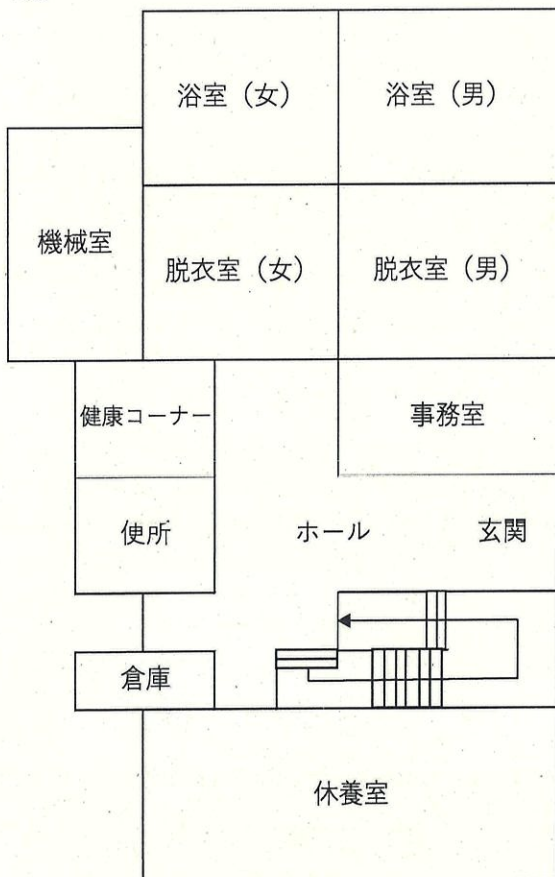 浴室（女）
浴室（男）
機械室
脱衣室（女）
脱衣室（男）
健康コーナー
事務室
便所
ホール
玄関
倉庫
休養室